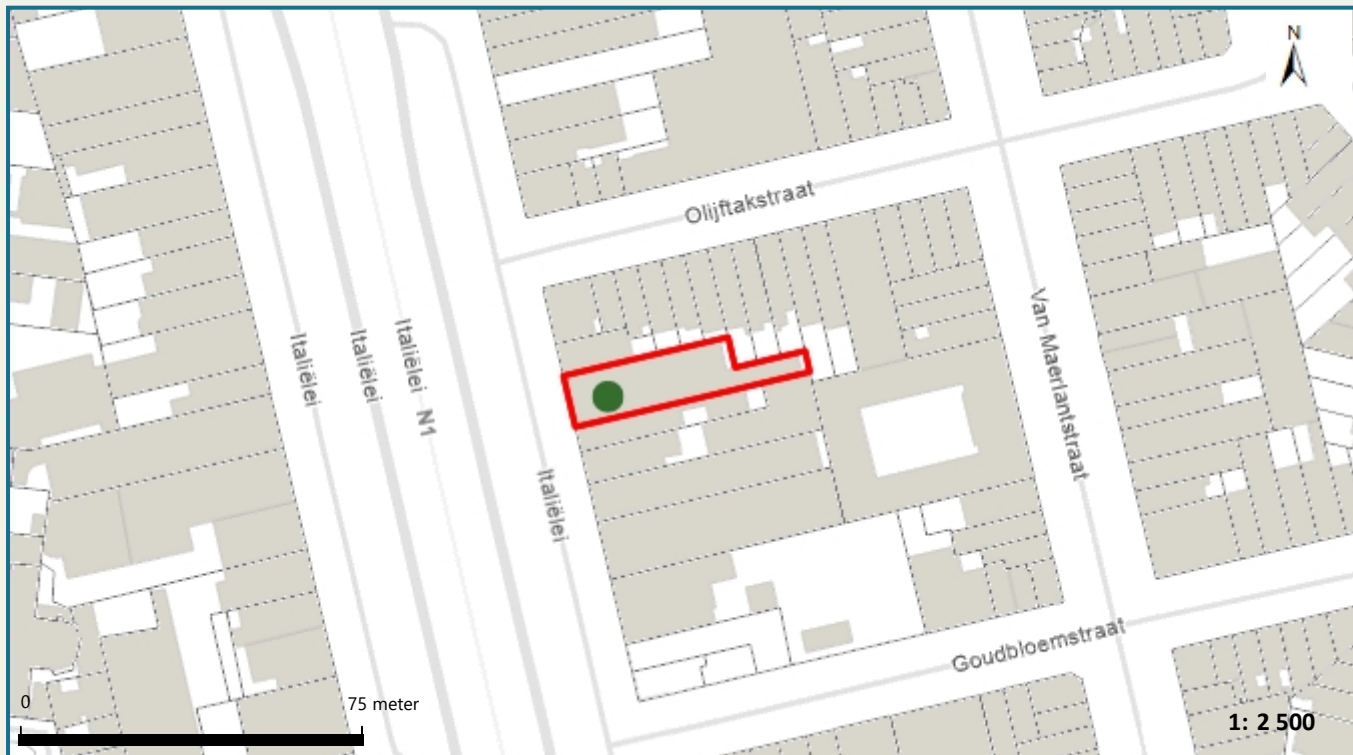 N
Olijftakstraat
Italiëlei
Italiëlei
Italiëlei N1
Van Maerlantstraat
Italiëlei
Goudbloemstraat
0 75 meter
1: 2 500